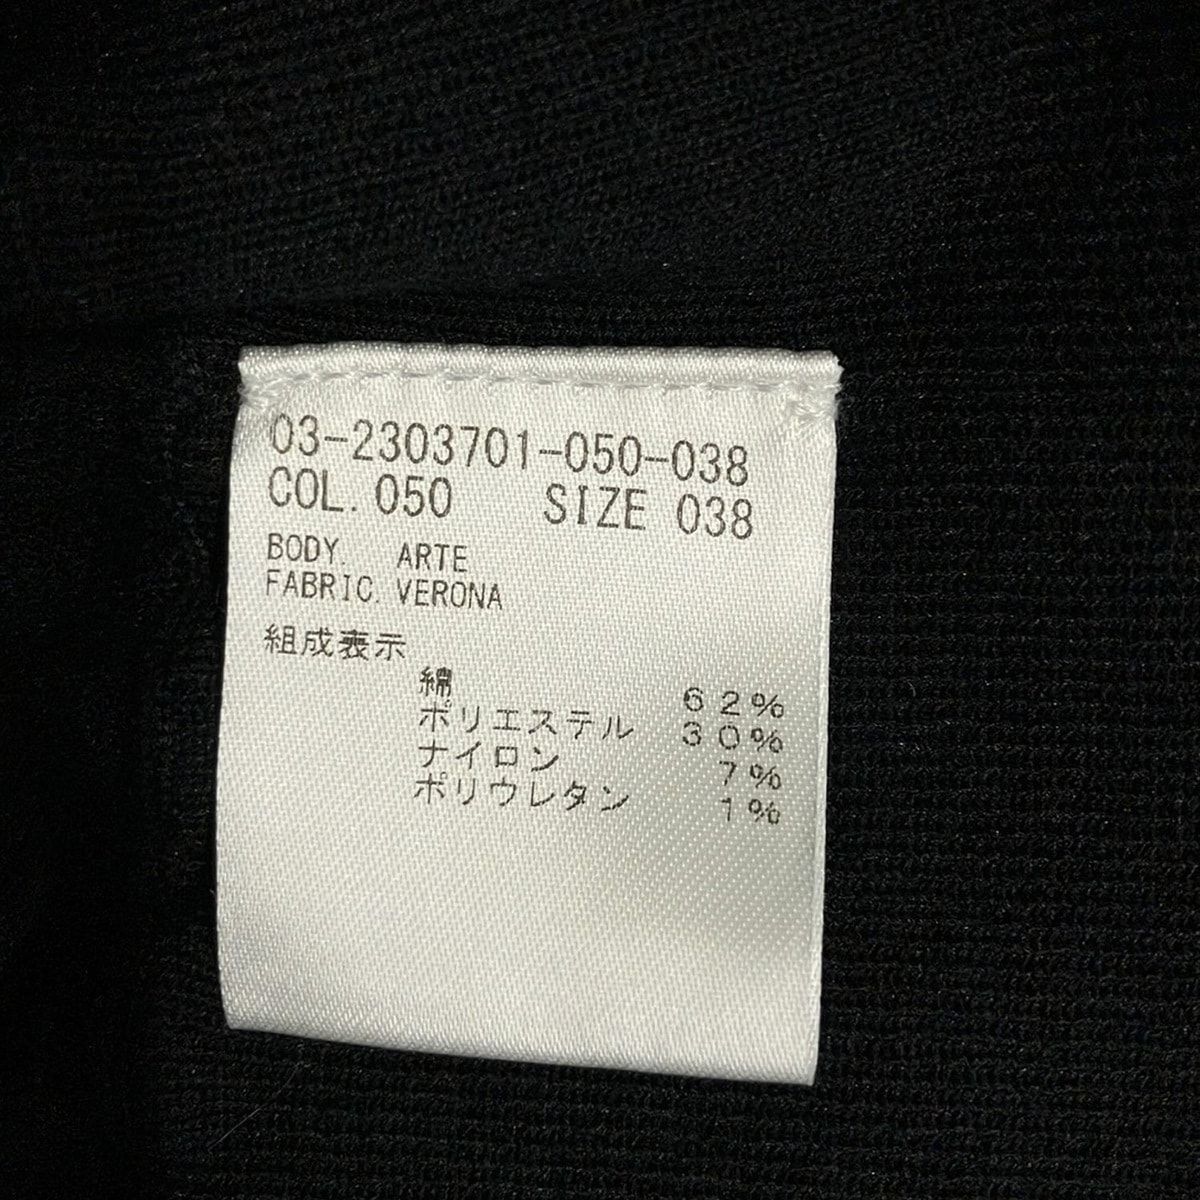 03-2303701-050-038
COL. 050 SIZE 038
BODY. ARTE
FABRIC. VERONA
組成表示
綿 62%
ポリエステル 30%
ナイロン 7%
ポリウレタン 1%